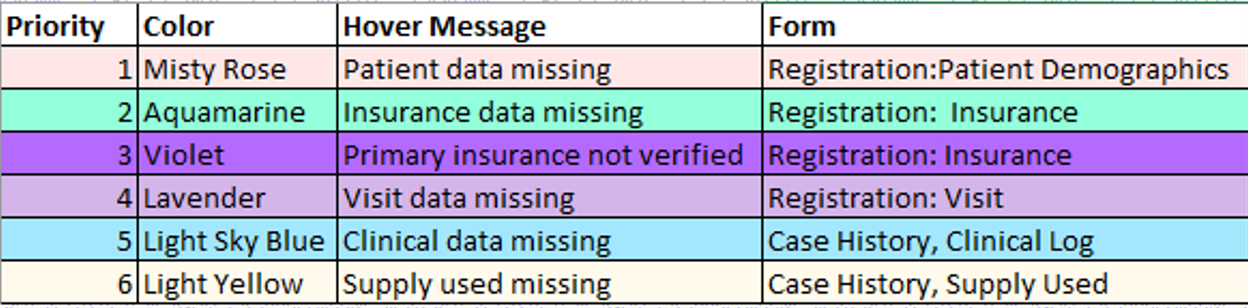 Priority Color Hover Message Form
1 Misty Rose Patient data missing Registration:Patient Demographics
2 Aquamarine Insurance data missing Registration:  Insurance
3 Violet Primary insurance not verified Registration: Insurance
4 Lavender Visit data missing Registration: Visit
5 Light Sky Blue Clinical data missing Case History, Clinical Log
6 Light Yellow Supply used missing Case History, Supply Used